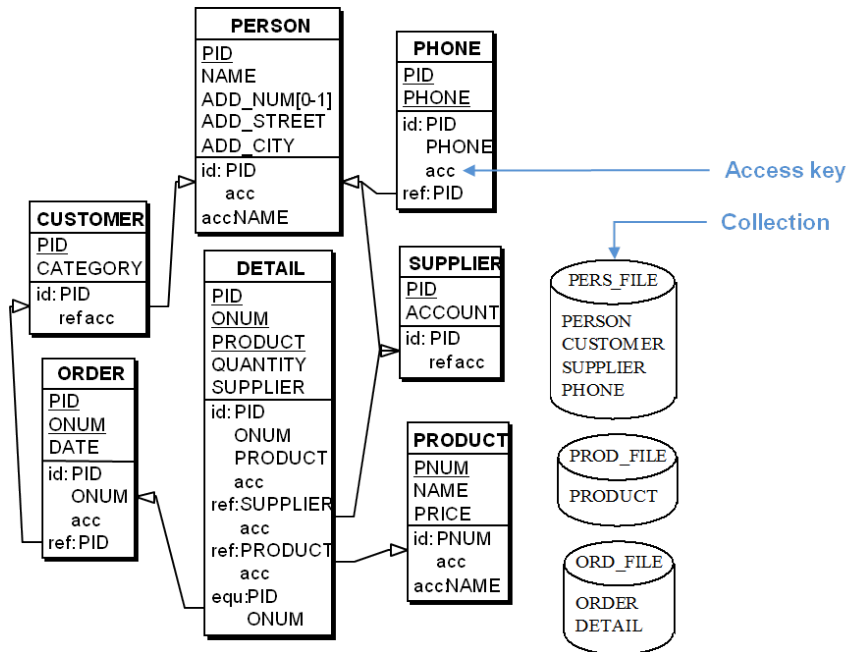 PERSON
PID
NAME
ADD_NUM[0-1]
ADD_STREET
ADD_CITY
id: PID
acc
acc:NAME
PHONE
PID
PHONE
id: PID
PHONE
acc
ref: PID
Access key
Collection
CUSTOMER
PID
CATEGORY
id: PID
ref acc
DETAIL
PID
ONUM
PRODUCT
QUANTITY
SUPPLIER
id: PID
ONUM
PRODUCT
acc
ref: SUPPLIER
acc
ref: PRODUCT
acc
equ: PID
ONUM
SUPPLIER
PID
ACCOUNT
id: PID
ref acc
ORDER
PID
ONUM
DATE
id: PID
ONUM
acc
ref: PID
PRODUCT
PNUM
NAME
PRICE
id: PNUM
acc
acc:NAME
PERS_FILE
PERSON
CUSTOMER
SUPPLIER
PHONE
PROD_FILE
PRODUCT
ORD_FILE
ORDER
DETAIL